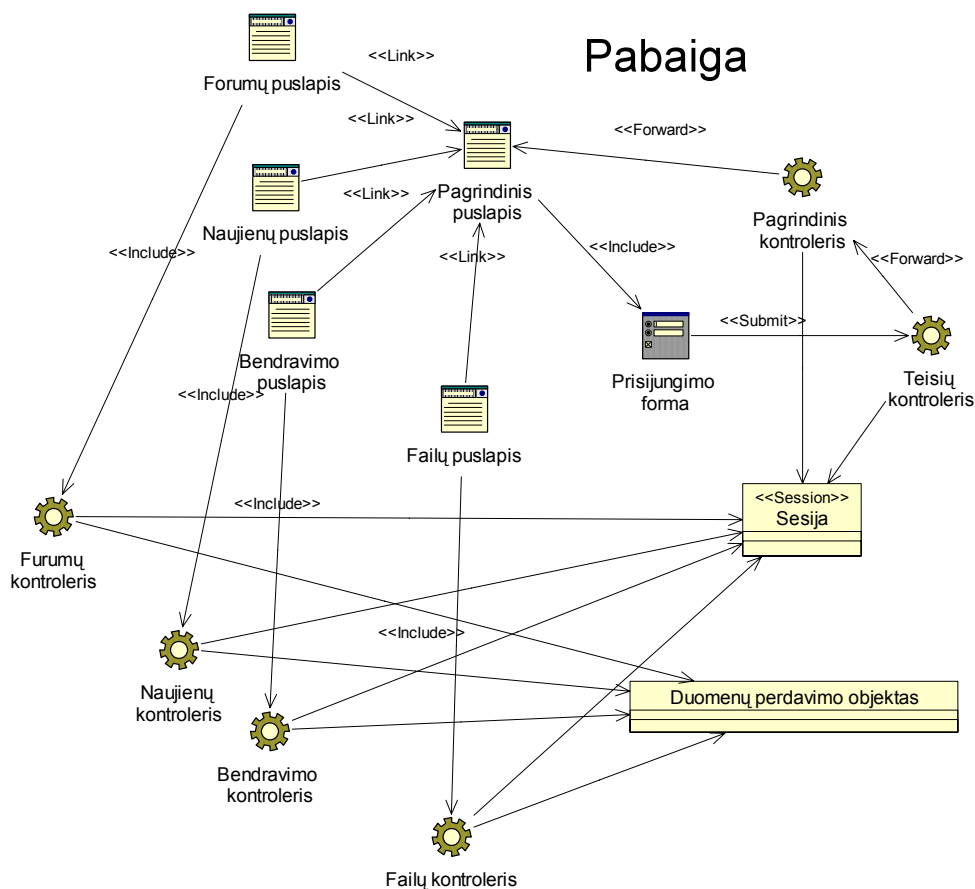 Pabaiga
<<Link>>
Forumų puslapis
<<Link>>
<<Forward>>
Pagrindinis
puslapis
<<Link>>
Naujienų puslapis
Pagrindinis
kontroleris
<<Include>>
<<Include>>
<<Link>>
<<Forward>>
<<Submit>>
Bendravimo
puslapis
Prisijungimo
forma
Teisių
kontroleris
<<Include>>
Failų puslapis
<<Include>>
<<Session>>
Sesija
Furumų
kontroleris
<<Include>>
Naujienų
kontroleris
Duomenų perdavimo objektas
Bendravimo
kontroleris
Failų kontroleris